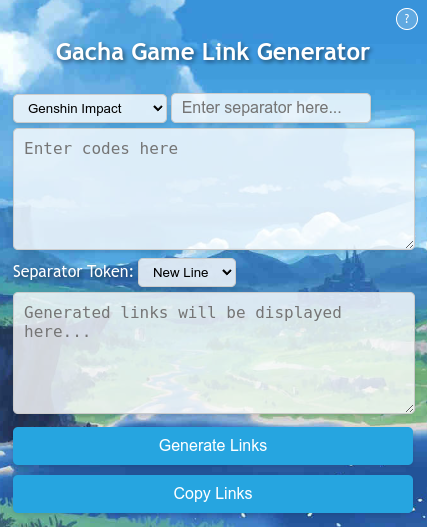 ?
Gacha Game Link Generator
Genshin Impact
Enter separator here...
Enter codes here
Separator Token:
New Line
Generated links will be displayed
here...
Generate Links
Copy Links